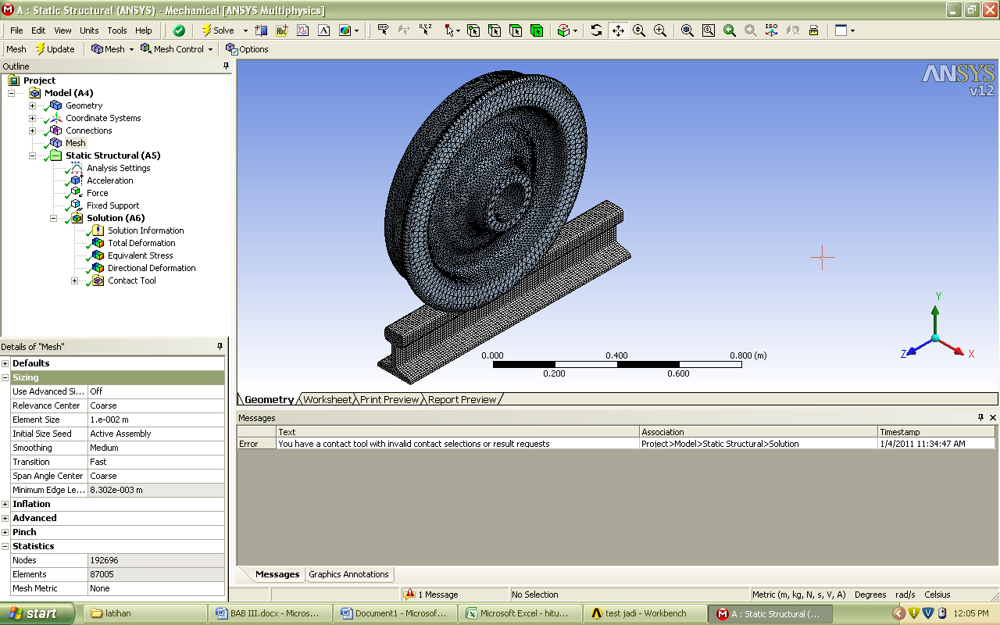 A : Static Structural (ANSYS) - Mechanical [ANSYS Multiphysics]
File Edit View Units Tools Help Solve ISO
Mesh Update Mesh Mesh Control Options
Outline
Project
Model (A4)
Geometry
Coordinate Systems
Connections
Mesh
Static Structural (A5)
Analysis Settings
Acceleration
Force
Fixed Support
Solution (A6)
Solution Information
Total Deformation
Equivalent Stress
Directional Deformation
Contact Tool
Details of "Mesh"
Defaults
Sizing
Use Advanced Si... Off
Relevance Center Coarse
Element Size 1.e-002 m
Initial Size Seed Active Assembly
Smoothing Medium
Transition Fast
Span Angle Center Coarse
Minimum Edge Le... 8.302e-003 m
Inflation
Advanced
Pinch
Statistics
Nodes 192696
Elements 87005
Mesh Metric None
ANSYS
v12
Y
Z X
0.000 0.400 0.800 (m)
0.200 0.600
Geometry Worksheet Print Preview Report Preview
Messages
Text Association Timestamp
Error You have a contact tool with invalid contact selections or result requests Project>Model>Static Structural>Solution 1/4/2011 11:34:47 AM
Messages Graphics Annotations
1 Message No Selection Metric (m, kg, N, s, V, A) Degrees rad/s Celsius
start latihan BAB III.docx - Micros... Document1 - Microsof... Microsoft Excel - hitu... test jadi - Workbench A : Static Structural (... 12:05 PM